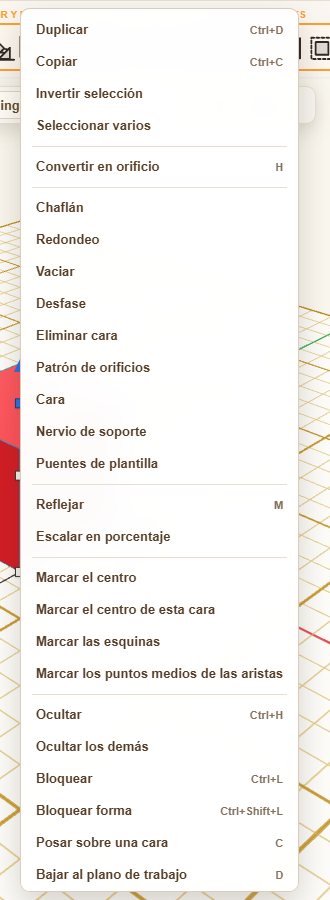 Duplicar Ctrl+D
Copiar Ctrl+C
Invertir selección
Seleccionar varios
Convertir en orificio H
Chaflán
Redondeo
Vaciar
Desfase
Eliminar cara
Patrón de orificios
Cara
Nervio de soporte
Puentes de plantilla
Reflejar M
Escalar en porcentaje
Marcar el centro
Marcar el centro de esta cara
Marcar las esquinas
Marcar los puntos medios de las aristas
Ocultar Ctrl+H
Ocultar los demás
Bloquear Ctrl+L
Bloquear forma Ctrl+Shift+L
Posar sobre una cara C
Bajar al plano de trabajo D